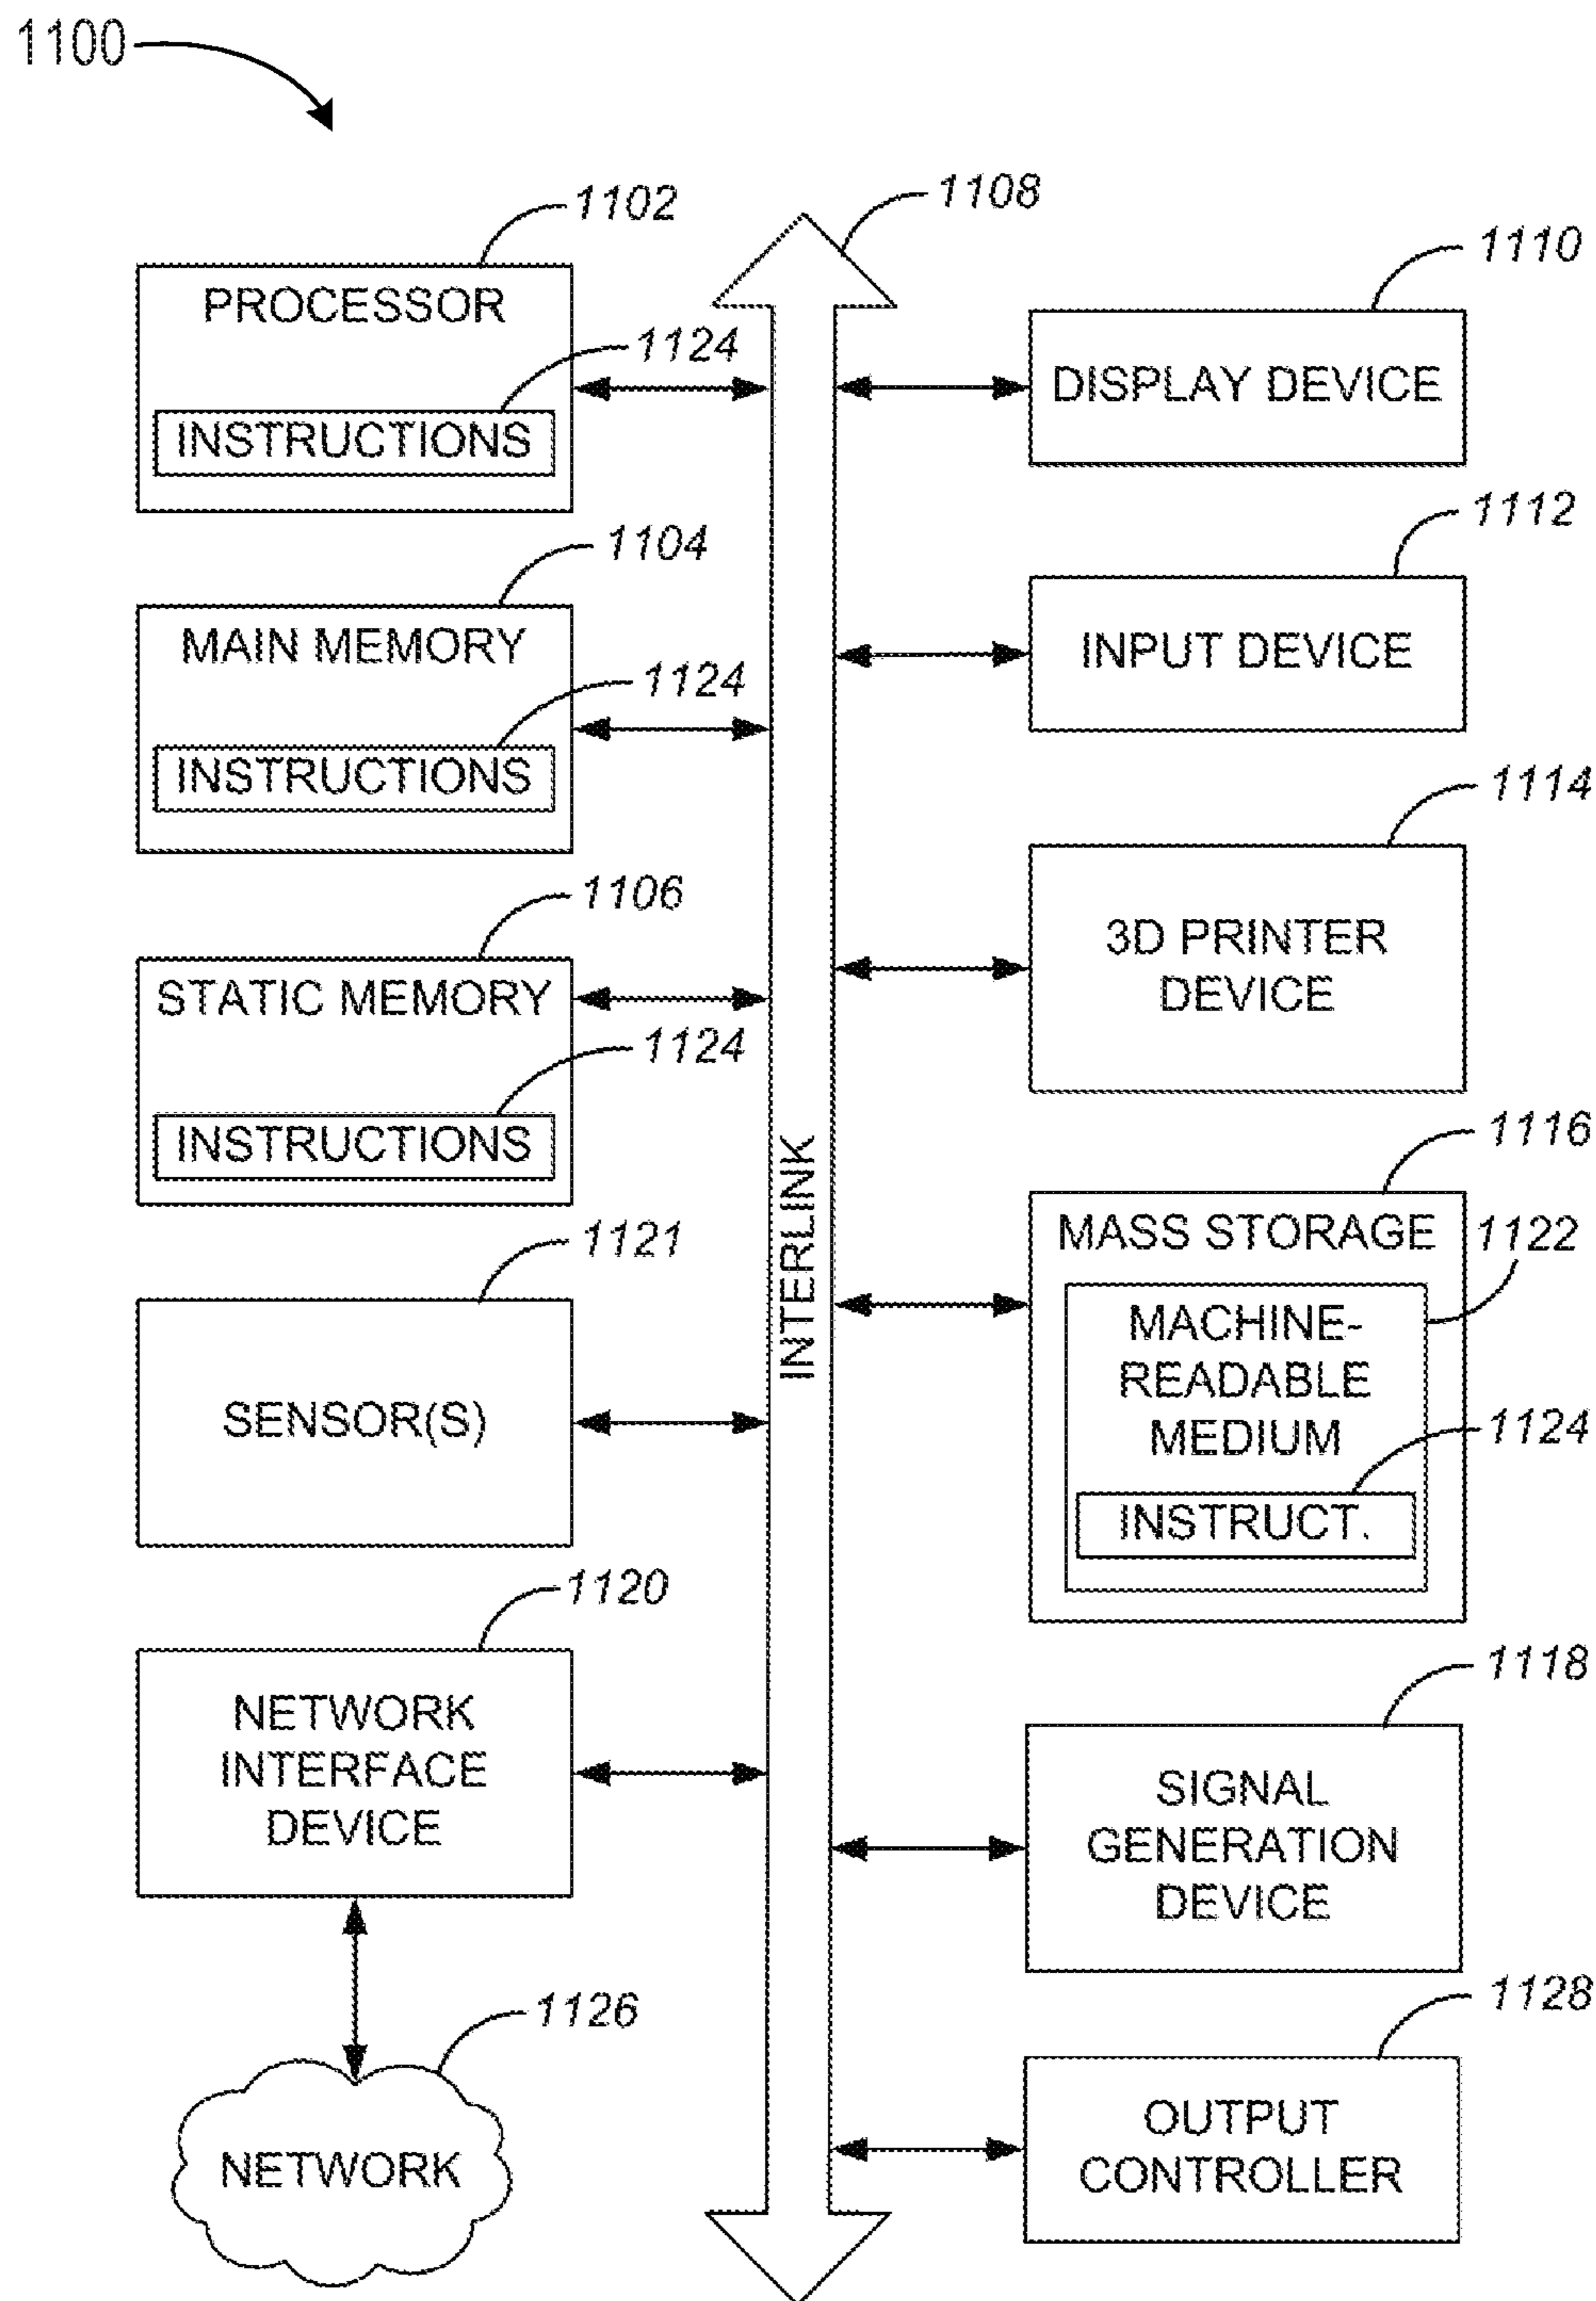 1100
1102
PROCESSOR
1124
INSTRUCTIONS
1104
MAIN MEMORY
1124
INSTRUCTIONS
1106
STATIC MEMORY
1124
INSTRUCTIONS
1121
SENSOR(S)
1120
NETWORK
INTERFACE
DEVICE
1126
NETWORK
1108
INTERLINK
1110
DISPLAY DEVICE
1112
INPUT DEVICE
1114
3D PRINTER
DEVICE
1116
MASS STORAGE
1122
MACHINE-
READABLE
MEDIUM
1124
INSTRUCT.
1118
SIGNAL
GENERATION
DEVICE
1128
OUTPUT
CONTROLLER